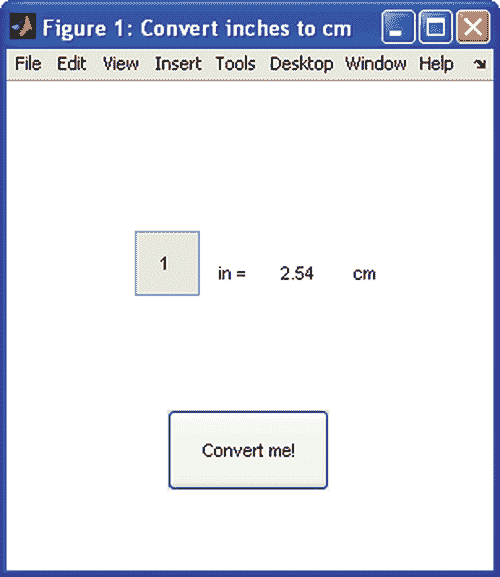 Figure 1: Convert inches to cm
File Edit View Insert Tools Desktop Window Help
1 in = 2.54 cm
Convert me!